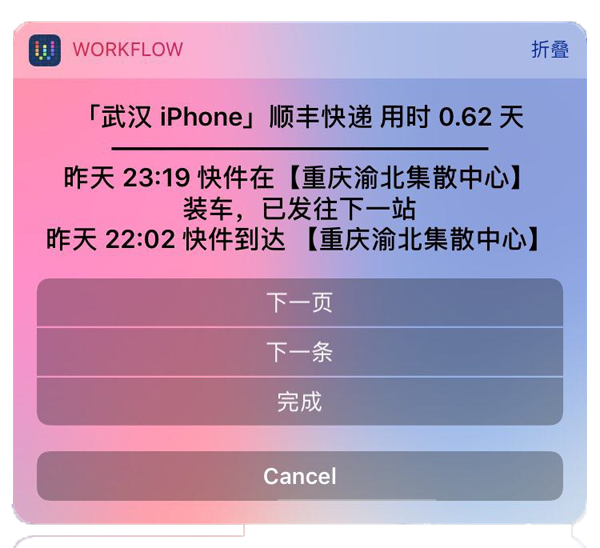 WORKFLOW
折叠
「武汉 iPhone」顺丰快递 用时 0.62 天
昨天 23:19 快件在【重庆渝北集散中心】
装车，已发往下一站
昨天 22:02 快件到达 【重庆渝北集散中心】
下一页
下一条
完成
Cancel